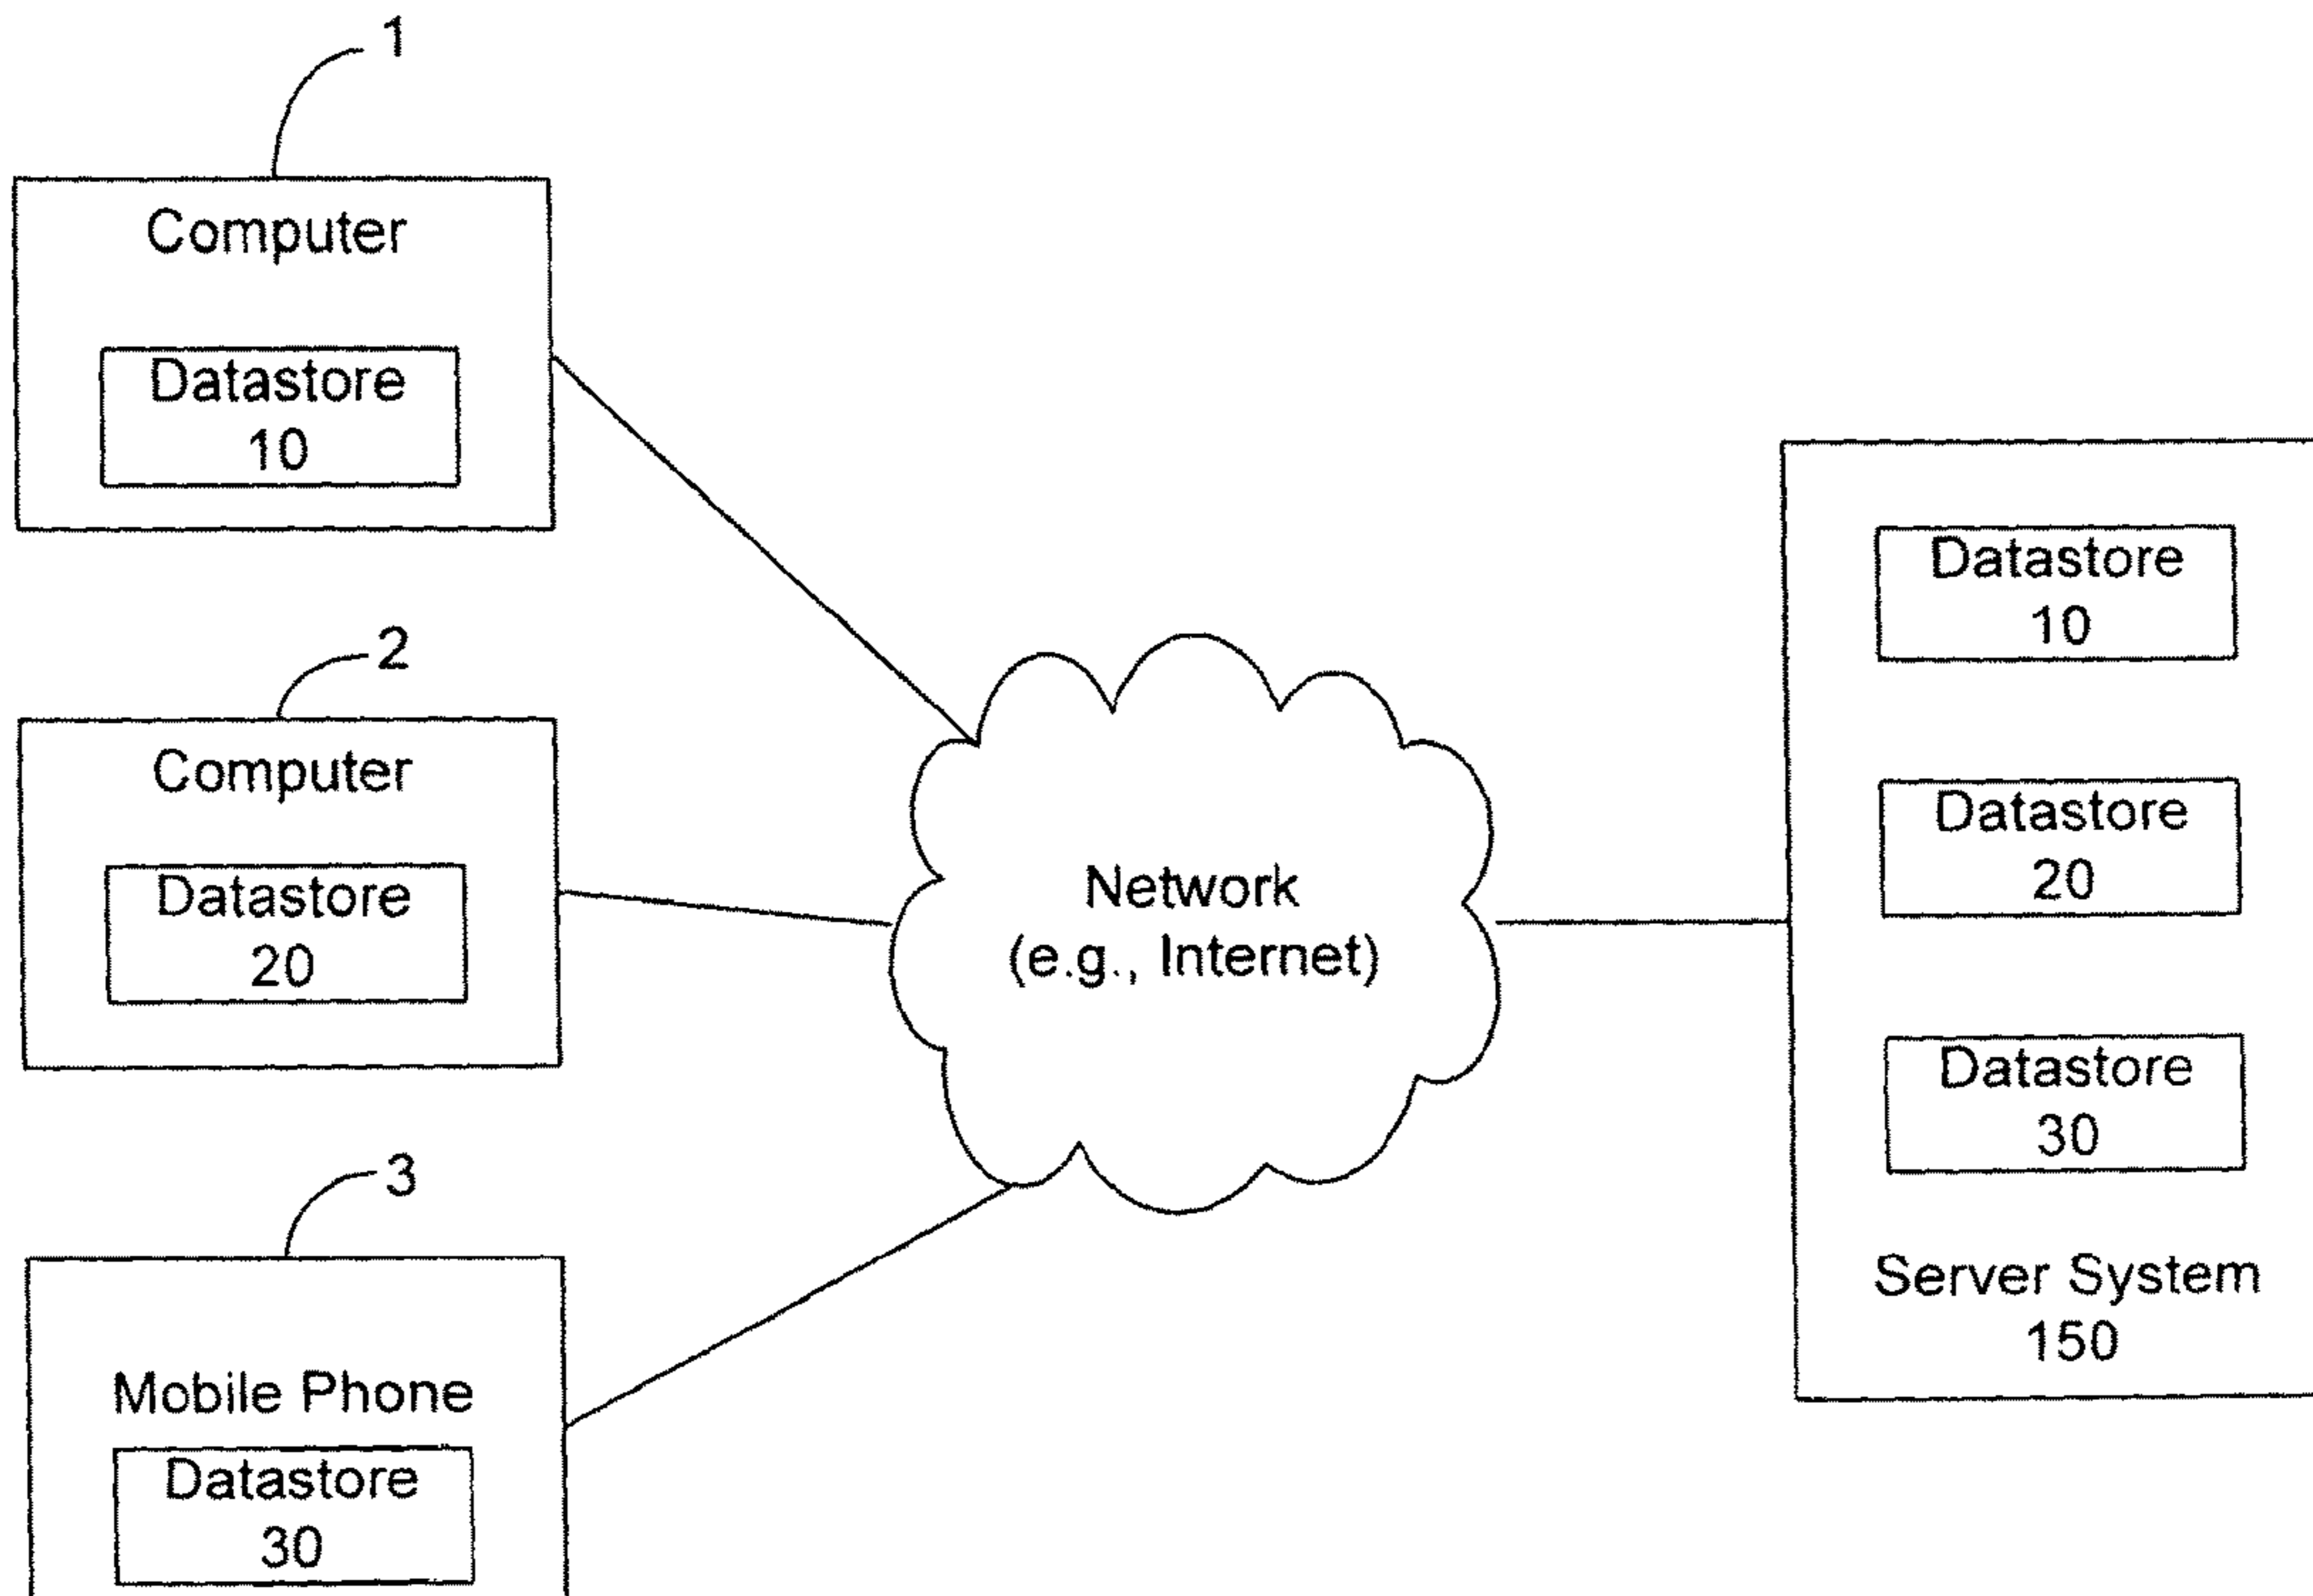 1
Computer
Datastore
10
2
Computer
Datastore
20
3
Mobile Phone
Datastore
30
Network
(e.g., Internet)
Datastore
10
Datastore
20
Datastore
30
Server System
150